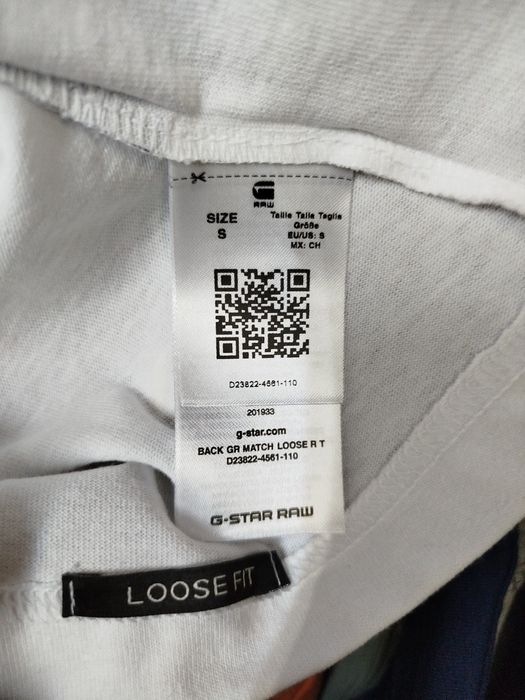 RAW
SIZE
S
Taille Talle Taglia
Größe
EU/US: S
MX: CH
D23822-4561-110
201933
g-star.com
BACK GR MATCH LOOSE R T
D23822-4561-110
G-STAR RAW
LOOSE FIT